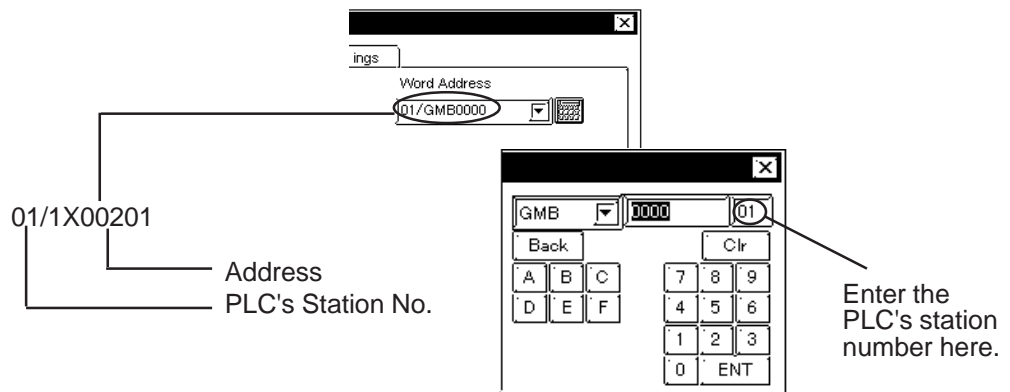 ings
Word Address
01/GMB0000
GMB 0000 01
Back Clr
A B C 7 8 9
D E F 4 5 6
1 2 3
0 ENT
01/1X00201
Address
PLC's Station No.
Enter the
PLC's station
number here.